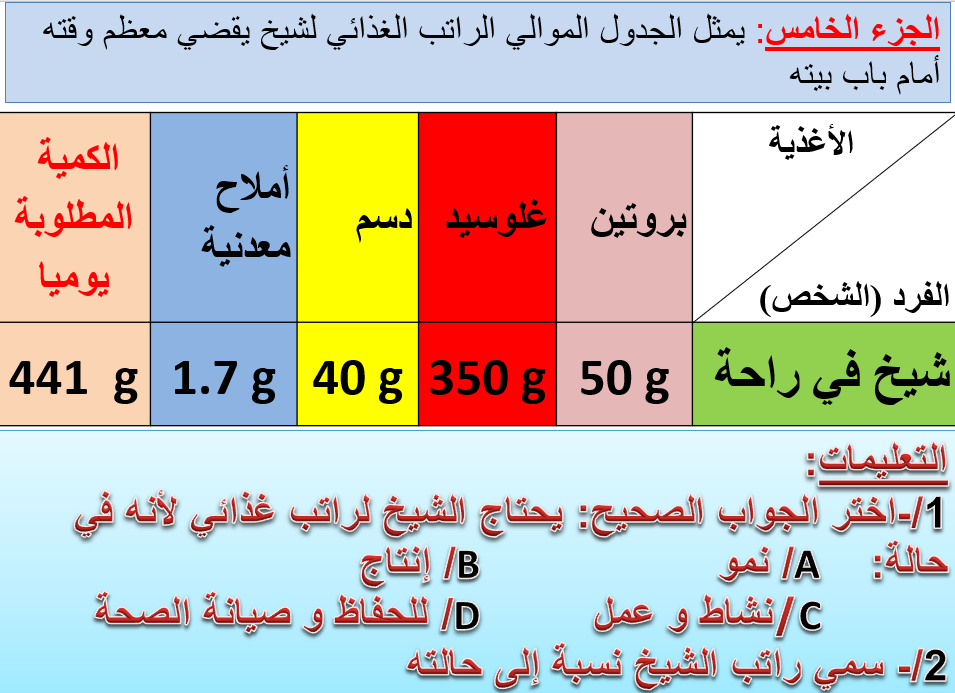 الجزء الخامس: يمثل الجدول الموالي الراتب الغذائي لشيخ يقضي معظم وقته
أمام باب بيته
الأغذية
الفرد (الشخص)
بروتين
غلوسيد
دسم
أملاح
معدنية
الكمية
المطلوبة
يوميا
شيخ في راحة
50 g
350 g
40 g
1.7 g
441 g
التعليمات:
1/-اختر الجواب الصحيح: يحتاج الشيخ لراتب غذائي لأنه في
حالة: A/ نمو B/ إنتاج
C/نشاط و عمل D/ للحفاظ و صيانة الصحة
2/- سمي راتب الشيخ نسبة إلى حالته